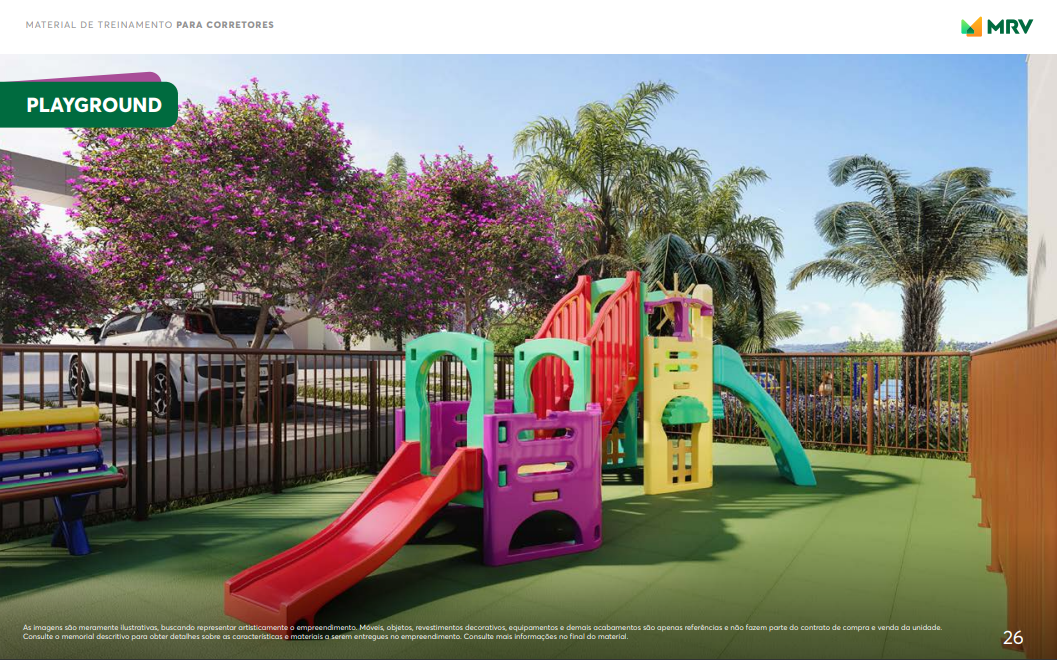 MATERIAL DE TREINAMENTO PARA CORRETORES
MRV
PLAYGROUND
As imagens são meramente ilustrativas, buscando representar artisticamente o empreendimento. Móveis, objetos, revestimentos decorativos, equipamentos e demais acabamentos são apenas referências e não fazem parte do contrato de compra e venda da unidade.
Consulte o memorial descritivo para obter detalhes sobre as características e materiais a serem entregues no empreendimento. Consulte mais informações no final do material.
26